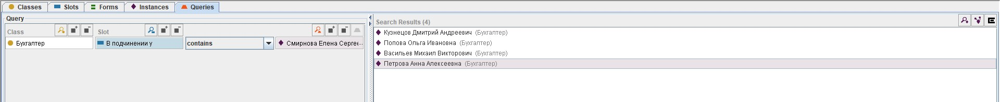 Classes Slots Forms Instances Queries
Query
Class Slot
Бухгалтер В подчинении у contains Смирнова Елена Серге...
Search Results (4)
Кузнецов Дмитрий Андреевич (Бухгалтер)
Попова Ольга Ивановна (Бухгалтер)
Васильев Михаил Викторович (Бухгалтер)
Петрова Анна Алексеевна (Бухгалтер)